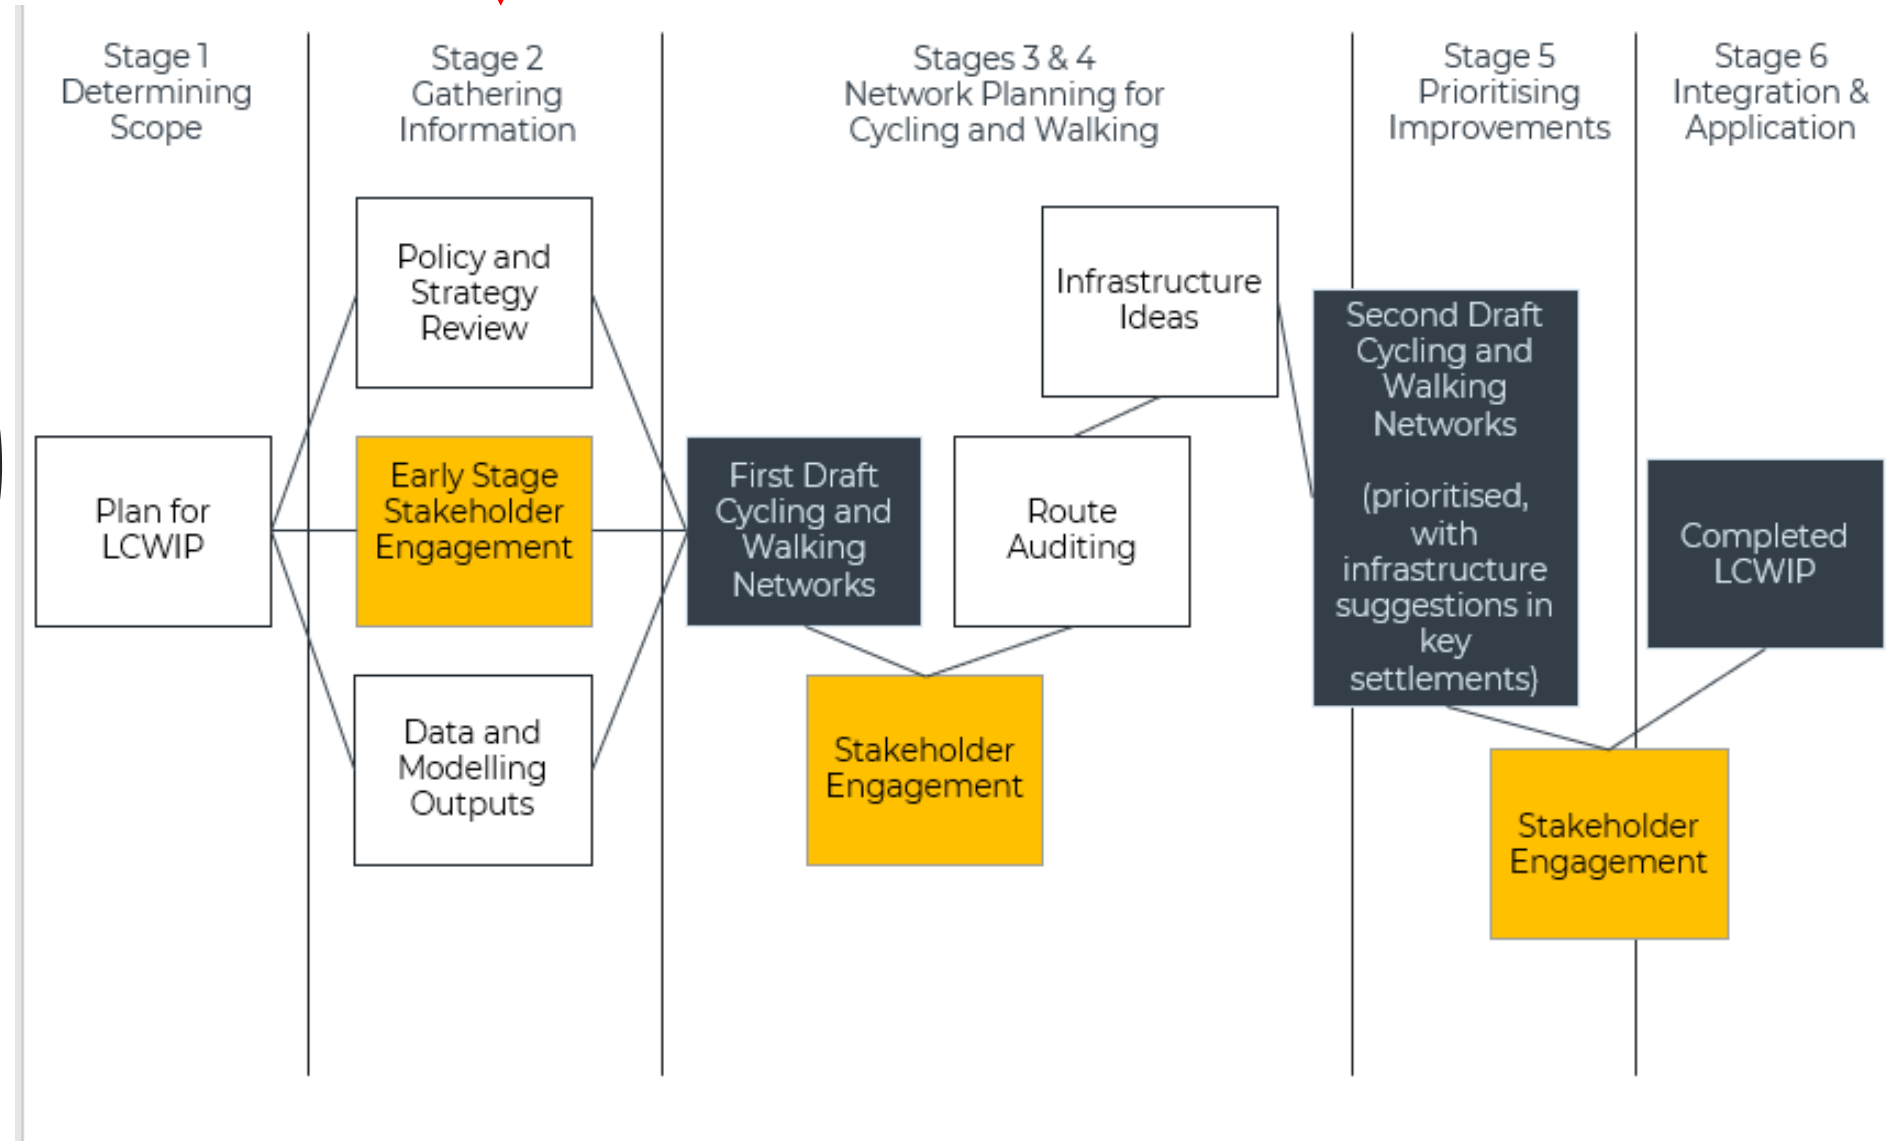 Stage 1
Determining
Scope
Stage 2
Gathering
Information
Stages 3 & 4
Network Planning for
Cycling and Walking
Stage 5
Prioritising
Improvements
Stage 6
Integration &
Application
Plan for
LCWIP
Policy and
Strategy
Review
Early Stage
Stakeholder
Engagement
Data and
Modelling
Outputs
First Draft
Cycling and
Walking
Networks
Stakeholder
Engagement
Route
Auditing
Infrastructure
Ideas
Second Draft
Cycling and
Walking
Networks
(prioritised,
with
infrastructure
suggestions in
key
settlements)
Stakeholder
Engagement
Completed
LCWIP